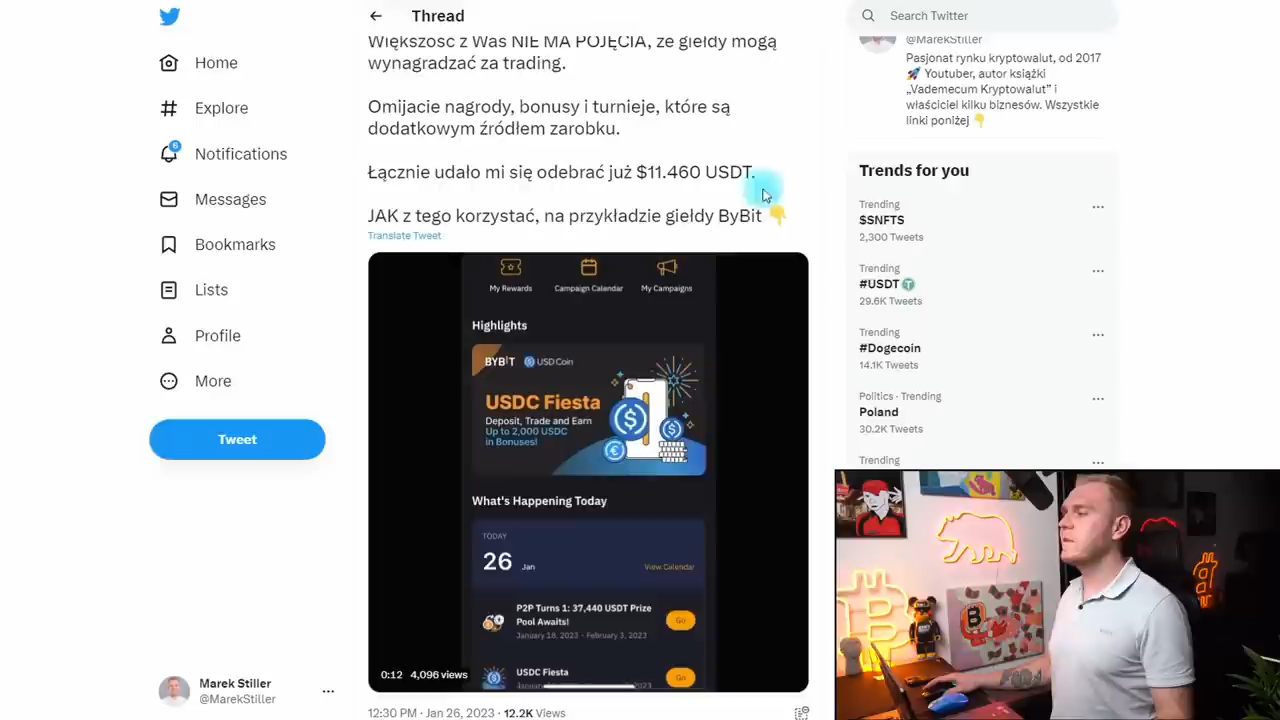 Thread
Search Twitter
Home
Explore
6
Notifications
Messages
Bookmarks
Lists
Profile
More
Tweet
Marek Stiller
@MarekStiller
Większość z Was NIE MA POJĘCIA, że giełdy mogą
wynagradzać za trading.
Omijacie nagrody, bonusy i turnieje, które są
dodatkowym źródłem zarobku.
Łącznie udało mi się odebrać już $11.460 USDT.
JAK z tego korzystać, na przykładzie giełdy ByBit 👇
Translate Tweet
My Rewards
Campaign Calendar
My Campaigns
Highlights
BYBIT
USD Coin
USDC Fiesta
Deposit, Trade and Earn
Up to 2,000 USDC
in Bonuses!
What's Happening Today
TODAY
26 Jan
View Calendar
P2P Turns 1: 37,440 USDT Prize
Pool Awaits!
January 18, 2023 - February 3, 2023
Go
USDC Fiesta
Go
0:12 4,096 views
12:30 PM · Jan 26, 2023 · 12.2K Views
@MarekStiller
Pasjonat rynku kryptowalut, od 2017
🚀 Youtuber, autor książki
„Vademecum Kryptowalut” i
właściciel kilku biznesów. Wszystkie
linki poniżej 👇
Trends for you
Trending
$SNFTS
2,300 Tweets
Trending
#USDT
29.6K Tweets
Trending
#Dogecoin
14.1K Tweets
Politics · Trending
Poland
30.2K Tweets
Trending